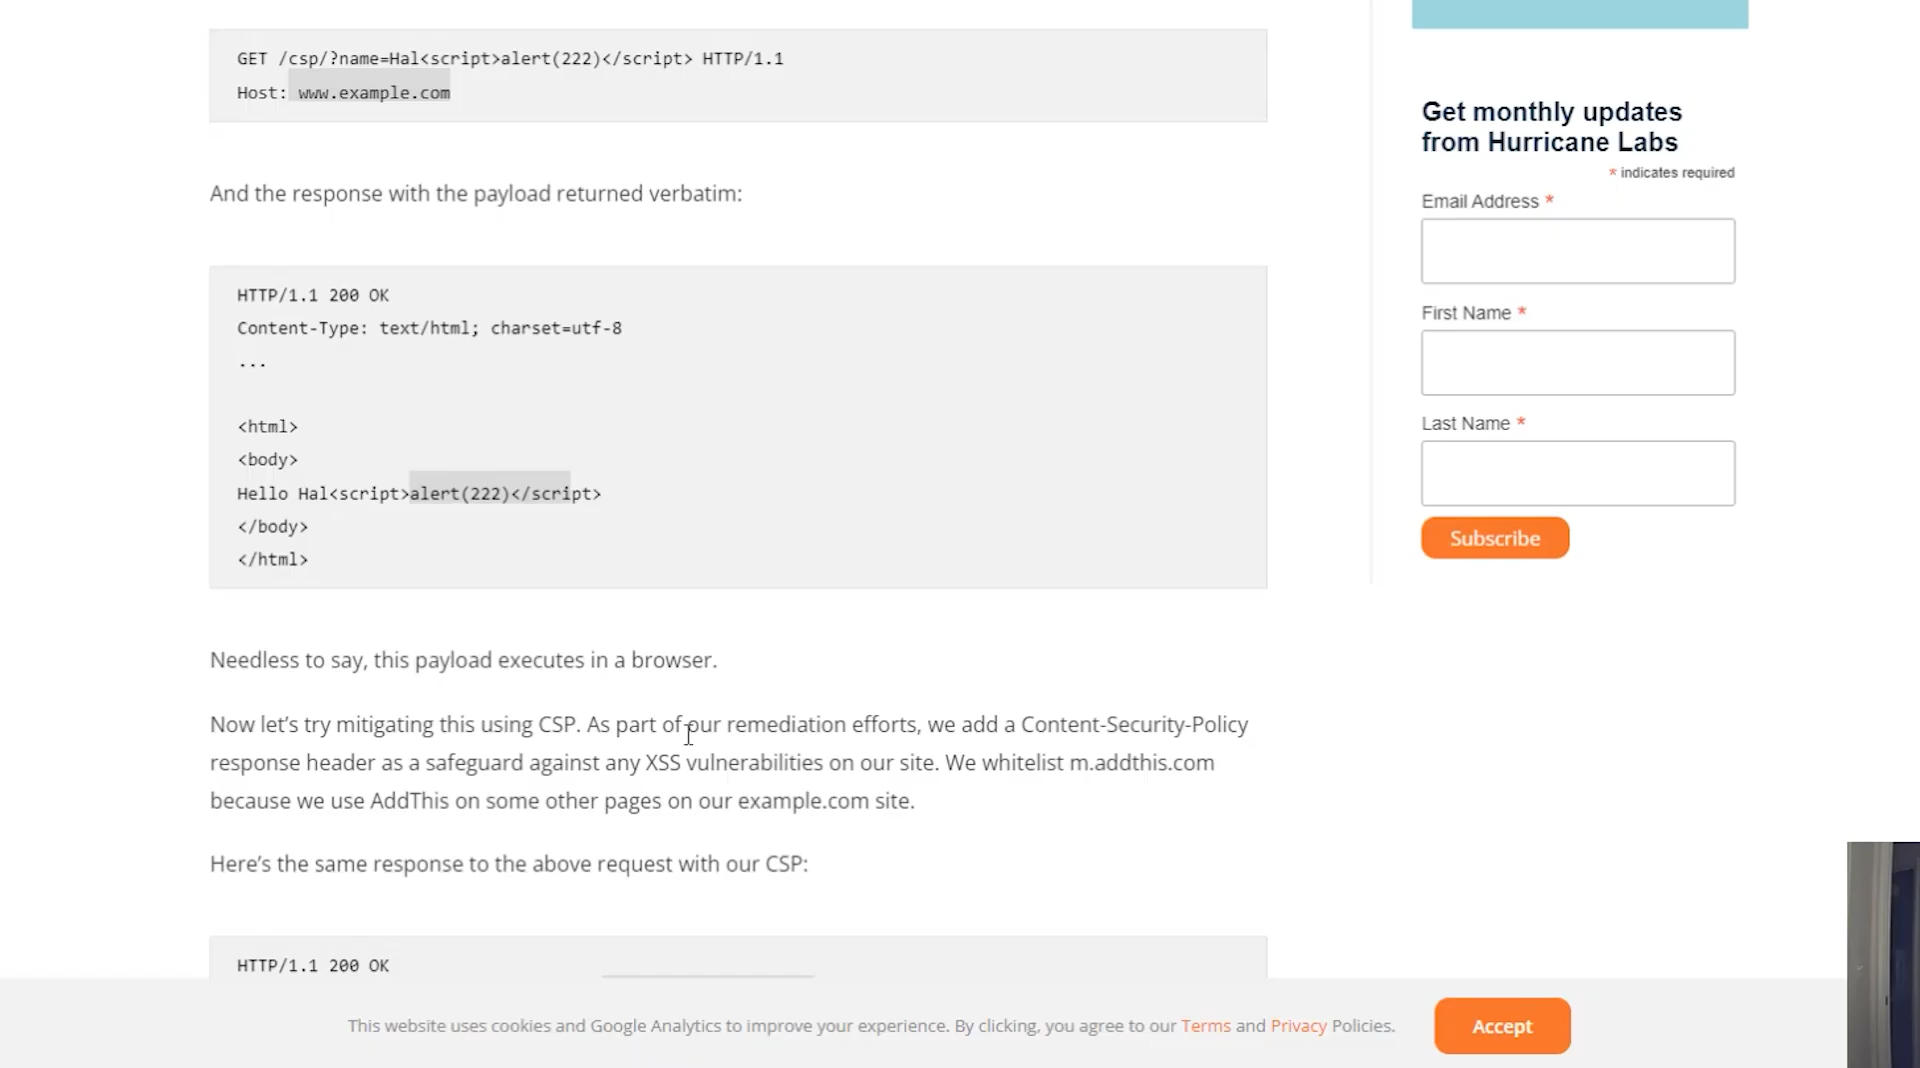 GET /csp/?name=Hal<script>alert(222)</script> HTTP/1.1
Host: www.example.com
And the response with the payload returned verbatim:
HTTP/1.1 200 OK
Content-Type: text/html; charset=utf-8
...
<html>
<body>
Hello Hal<script>alert(222)</script>
</body>
</html>
Needless to say, this payload executes in a browser.
Now let’s try mitigating this using CSP. As part of our remediation efforts, we add a Content-Security-Policy
response header as a safeguard against any XSS vulnerabilities on our site. We whitelist m.addthis.com
because we use AddThis on some other pages on our example.com site.
Here’s the same response to the above request with our CSP:
HTTP/1.1 200 OK
Get monthly updates
from Hurricane Labs
* indicates required
Email Address *
First Name *
Last Name *
Subscribe
This website uses cookies and Google Analytics to improve your experience. By clicking, you agree to our Terms and Privacy Policies.
Accept